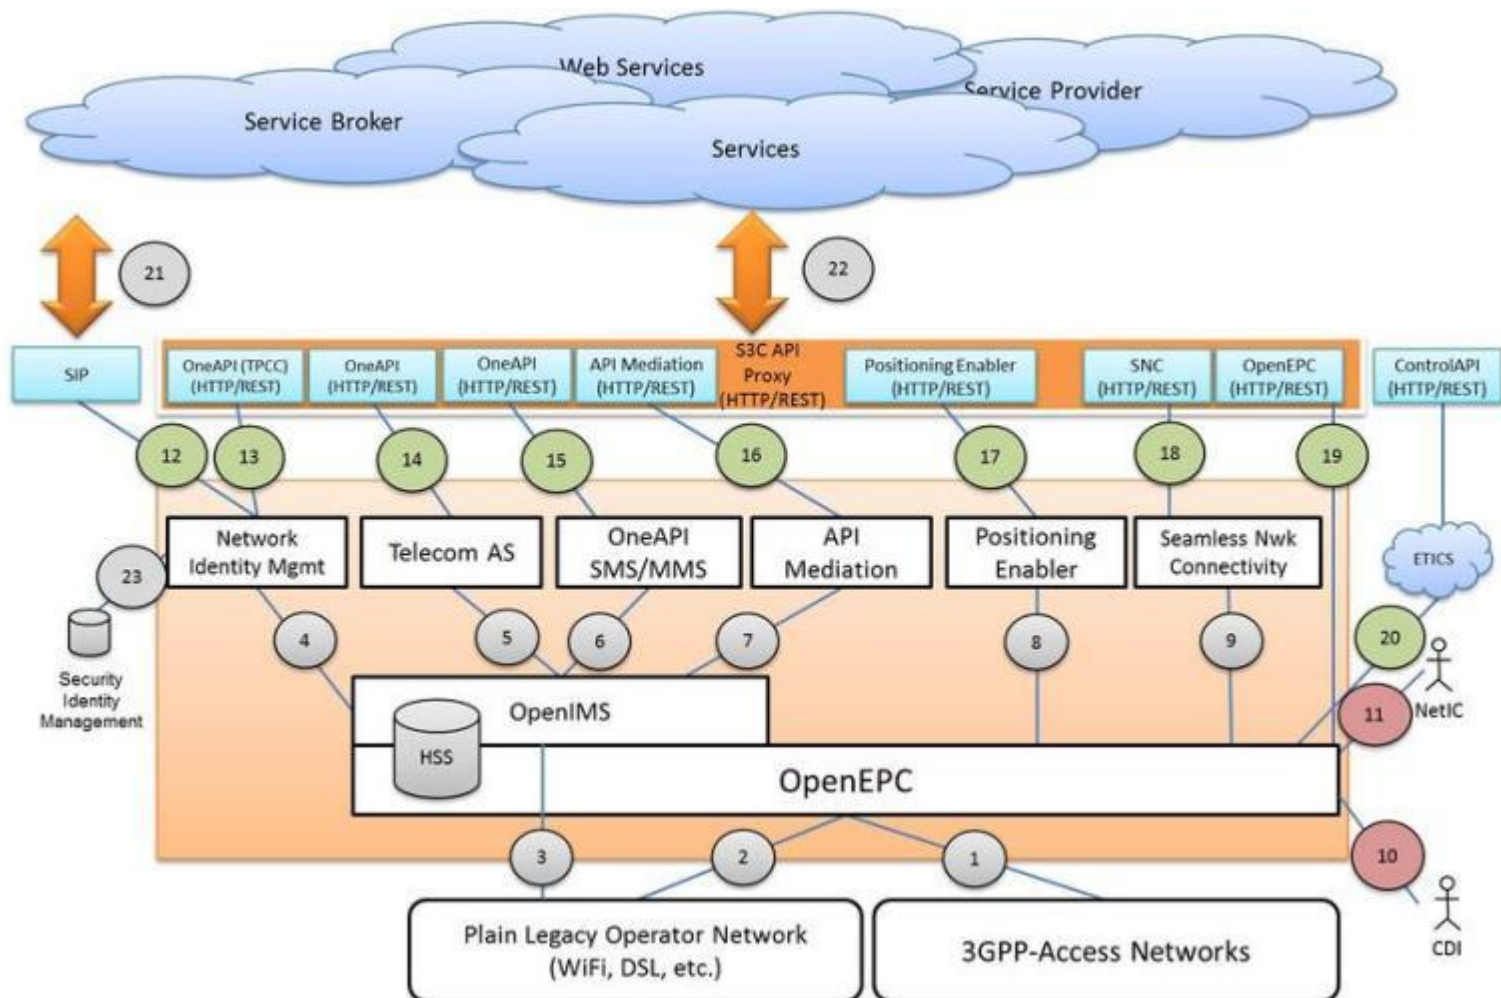 Web Services
Service Provider
Service Broker
Services
21
22
SIP
OneAPI (TPCC)
(HTTP/REST)
OneAPI
(HTTP/REST)
OneAPI
(HTTP/REST)
API Mediation
(HTTP/REST)
S3C API
Proxy
(HTTP/REST)
Positioning Enabler
(HTTP/REST)
SNC
(HTTP/REST)
OpenEPC
(HTTP/REST)
ControlAPI
(HTTP/REST)
12
13
14
15
16
17
18
19
Network
Identity Mgmt
Telecom AS
OneAPI
SMS/MMS
API
Mediation
Positioning
Enabler
Seamless Nwk
Connectivity
ETICS
23
4
5
6
7
8
9
20
Security
Identity
Management
OpenIMS
HSS
11
NetIC
OpenEPC
3
2
1
10
Plain Legacy Operator Network
(WiFi, DSL, etc.)
3GPP-Access Networks
CDI